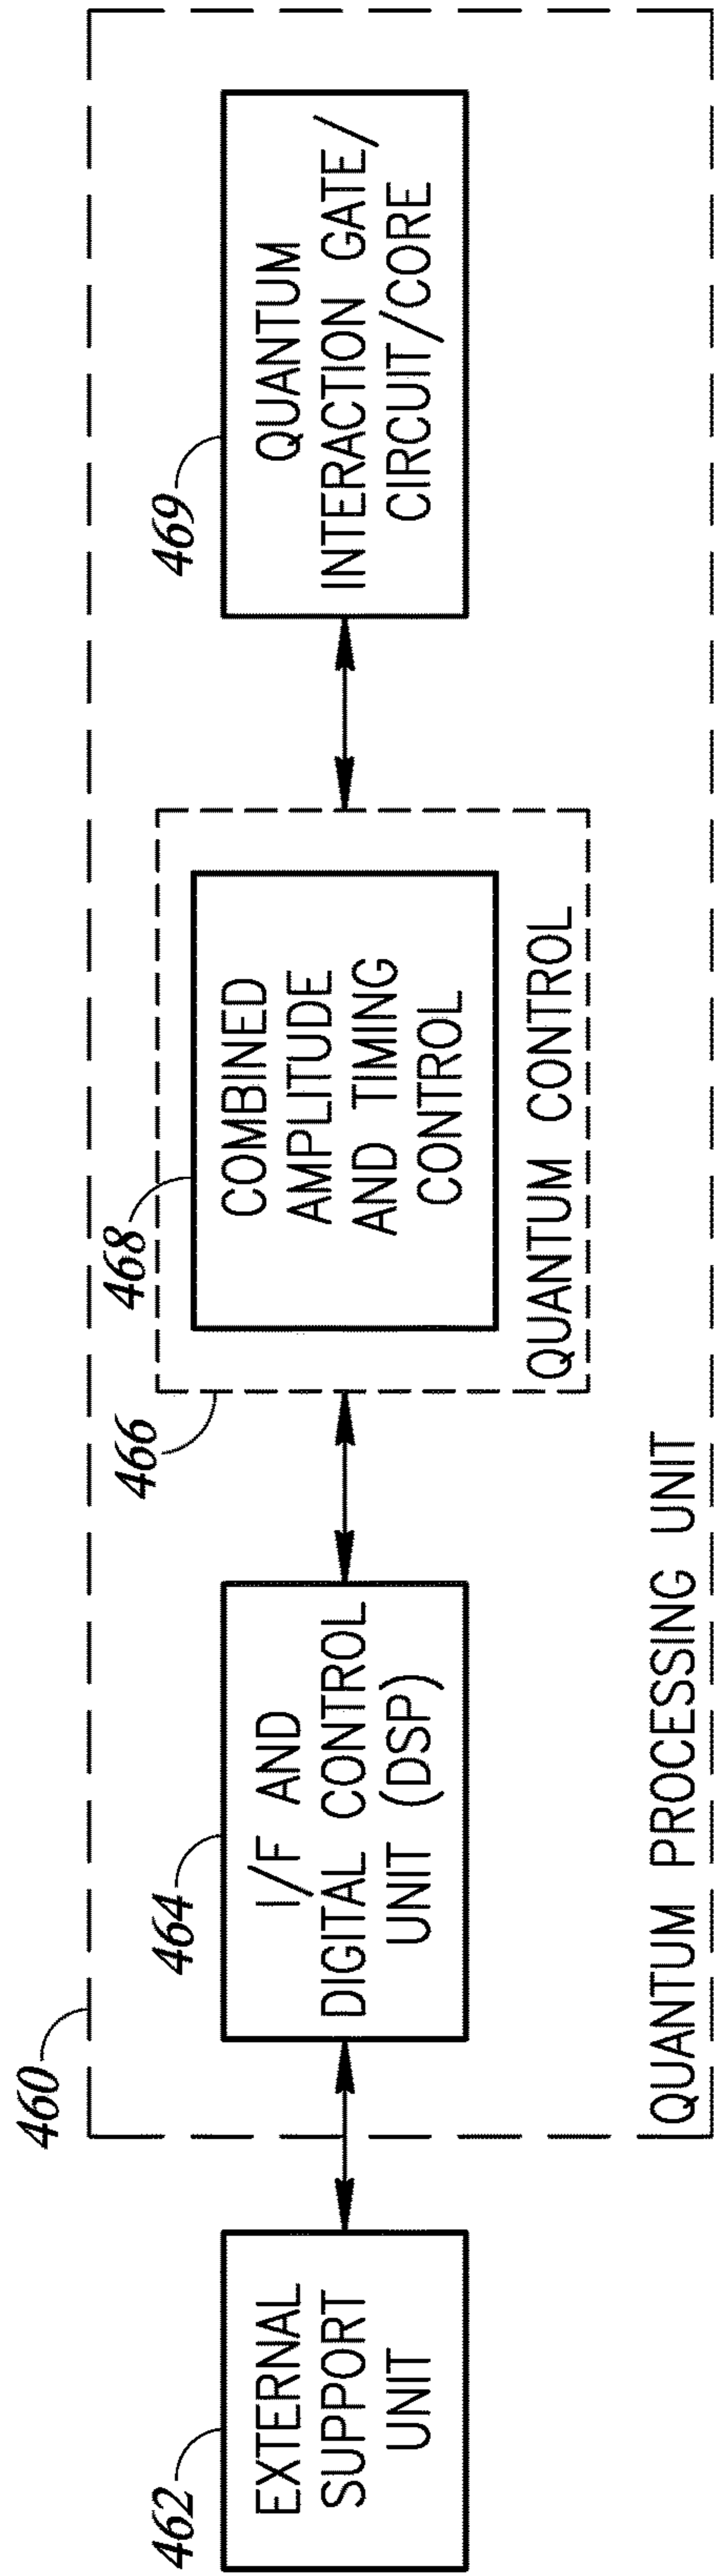 460
462
EXTERNAL
SUPPORT
UNIT
464
I/F AND
DIGITAL CONTROL
UNIT (DSP)
466
468
COMBINED
AMPLITUDE
AND TIMING
CONTROL
QUANTUM CONTROL
469
QUANTUM
INTERACTION GATE/
CIRCUIT/CORE
QUANTUM PROCESSING UNIT